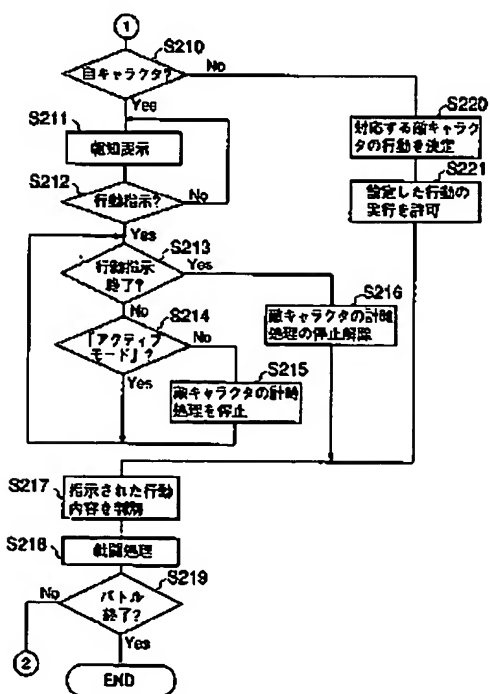 1
S210
自キャラクタ?
No
Yes
S211
報知表示
S212
行動指示?
No
Yes
S213
行動指示
終了?
Yes
No
S214
「アクティブ
モード」?
No
Yes
S215
敵キャラクタの計時
処理を停止
S216
敵キャラクタの計時
処理の停止解除
S220
対応する敵キャラク
タの行動を決定
S221
設定した行動の
実行を許可
S217
指示された行動
内容を判別
S218
戦闘処理
S219
バトル
終了?
No
Yes
2
END